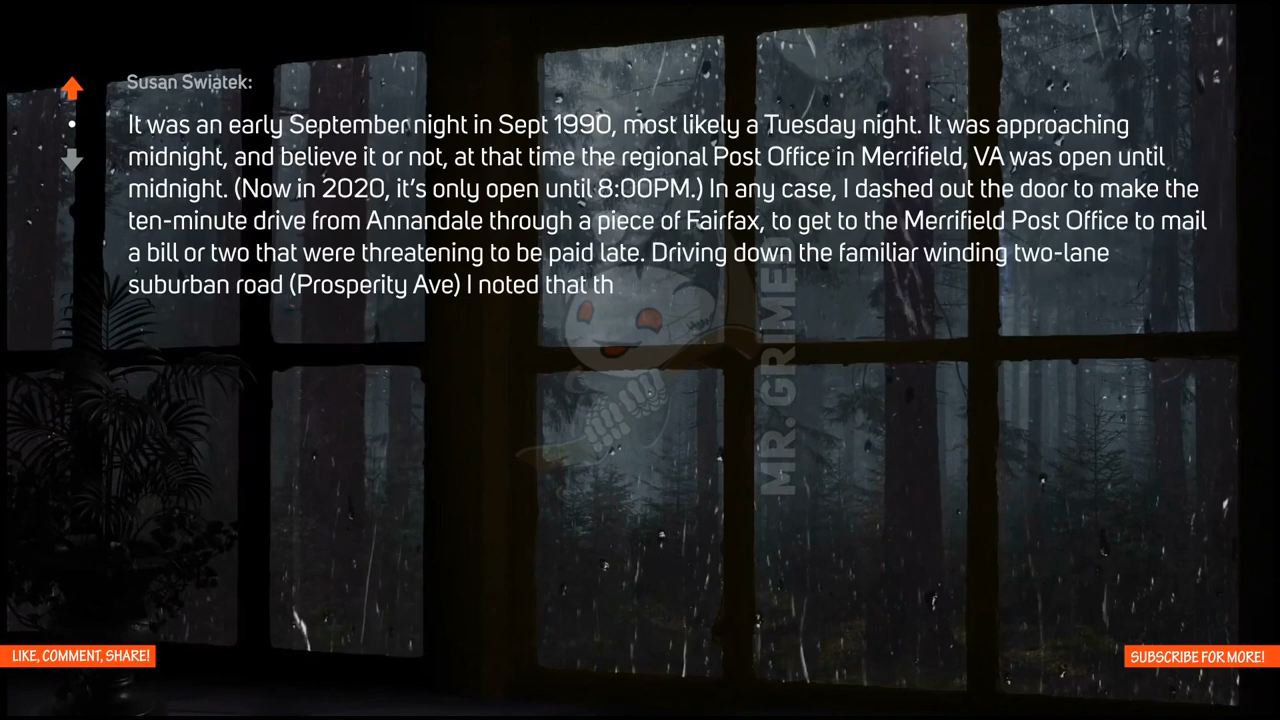 Susan Swiatek:
It was an early September night in Sept 1990, most likely a Tuesday night. It was approaching
midnight, and believe it or not, at that time the regional Post Office in Merrifield, VA was open until
midnight. (Now in 2020, it's only open until 8:00PM.) In any case, I dashed out the door to make the
ten-minute drive from Annandale through a piece of Fairfax, to get to the Merrifield Post Office to mail
a bill or two that were threatening to be paid late. Driving down the familiar winding two-lane
suburban road (Prosperity Ave) I noted that th
MR. GRIMED
LIKE, COMMENT, SHARE!
SUBSCRIBE FOR MORE!